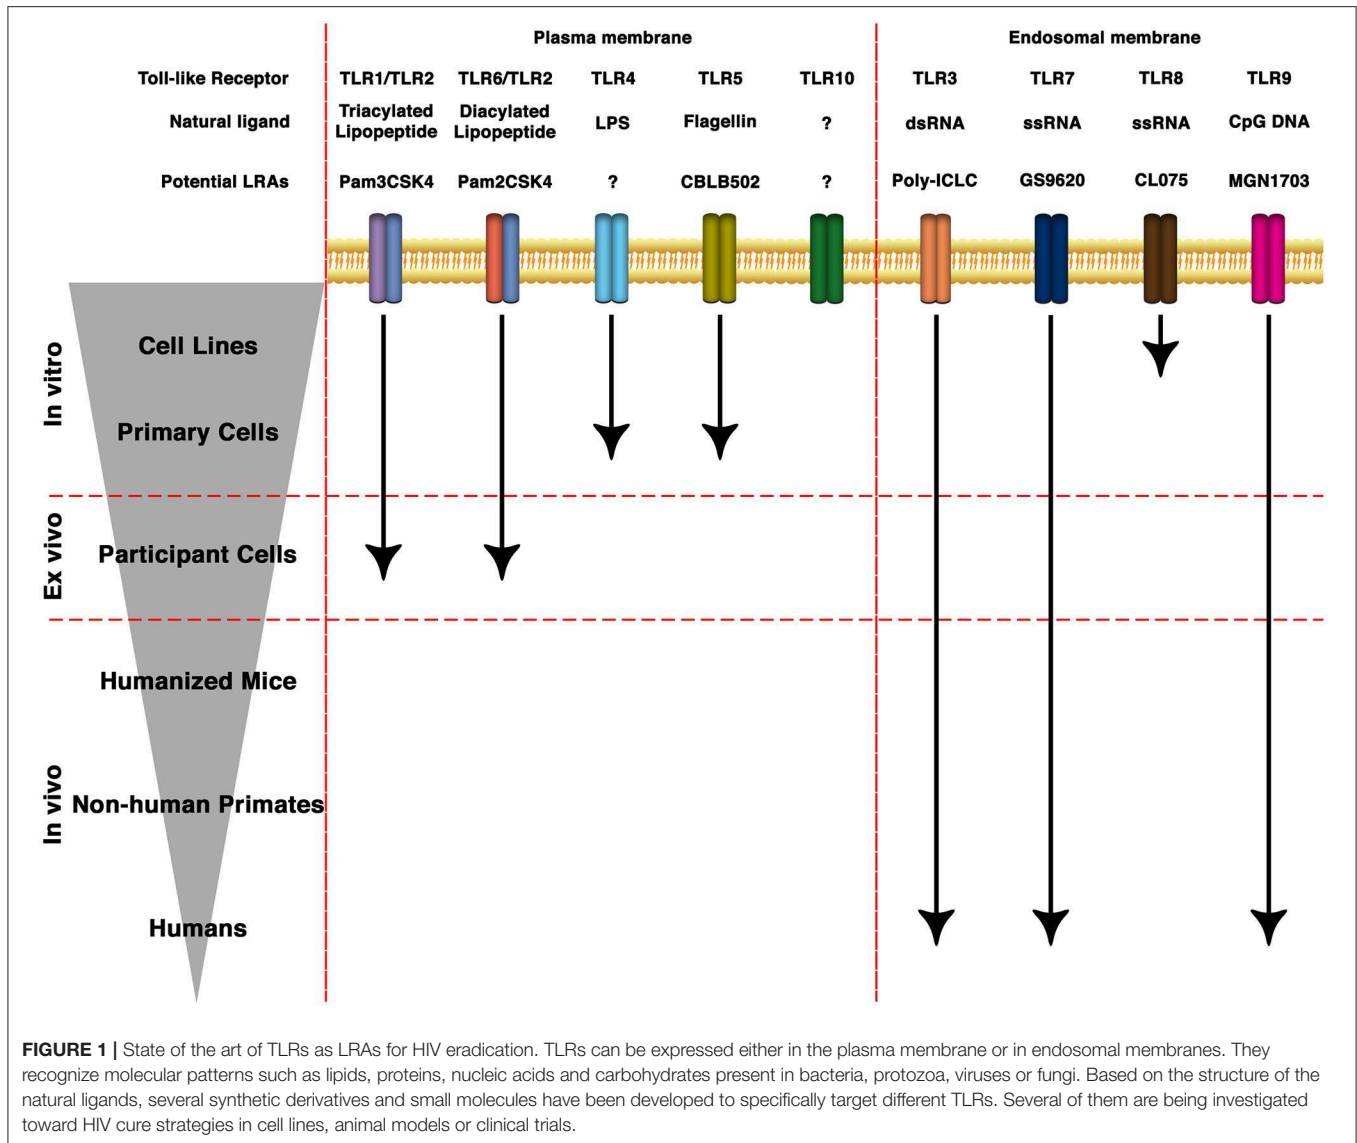 Plasma membrane
Endosomal membrane
Toll-like Receptor TLR1/TLR2 TLR6/TLR2 TLR4 TLR5 TLR10 TLR3 TLR7 TLR8 TLR9
Natural ligand Triacylated Lipopeptide Diacylated Lipopeptide LPS Flagellin ? dsRNA ssRNA ssRNA CpG DNA
Potential LRAs Pam3CSK4 Pam2CSK4 ? CBLB502 ? Poly-ICLC GS9620 CL075 MGN1703
In vitro
Cell Lines
Primary Cells
Ex vivo
Participant Cells
In vivo
Humanized Mice
Non-human Primates
Humans
FIGURE 1 | State of the art of TLRs as LRAs for HIV eradication. TLRs can be expressed either in the plasma membrane or in endosomal membranes. They
recognize molecular patterns such as lipids, proteins, nucleic acids and carbohydrates present in bacteria, protozoa, viruses or fungi. Based on the structure of the
natural ligands, several synthetic derivatives and small molecules have been developed to specifically target different TLRs. Several of them are being investigated
toward HIV cure strategies in cell lines, animal models or clinical trials.